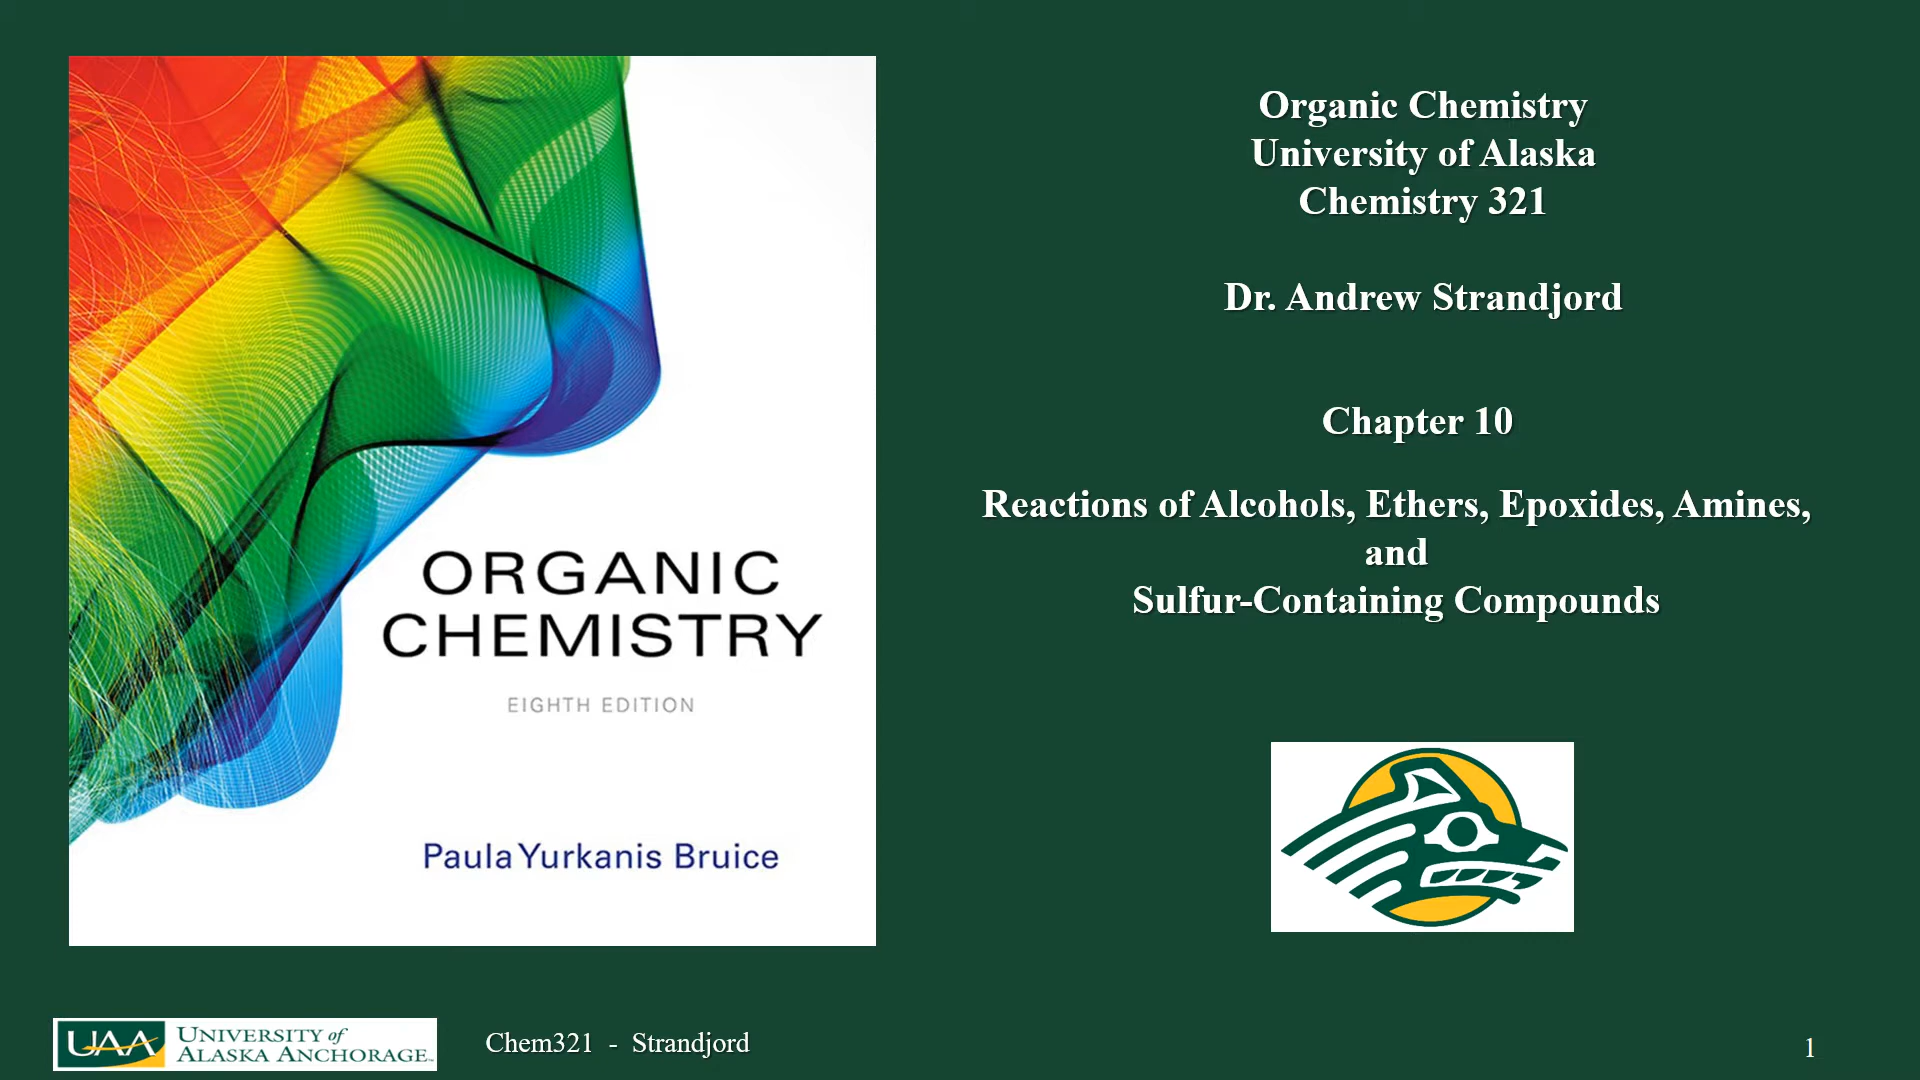 ORGANIC
CHEMISTRY
EIGHTH EDITION
Paula Yurkanis Bruice
Organic Chemistry
University of Alaska
Chemistry 321
Dr. Andrew Strandjord
Chapter 10
Reactions of Alcohols, Ethers, Epoxides, Amines,
and
Sulfur-Containing Compounds
UAA
UNIVERSITY of
ALASKA ANCHORAGE
Chem321 - Strandjord
1